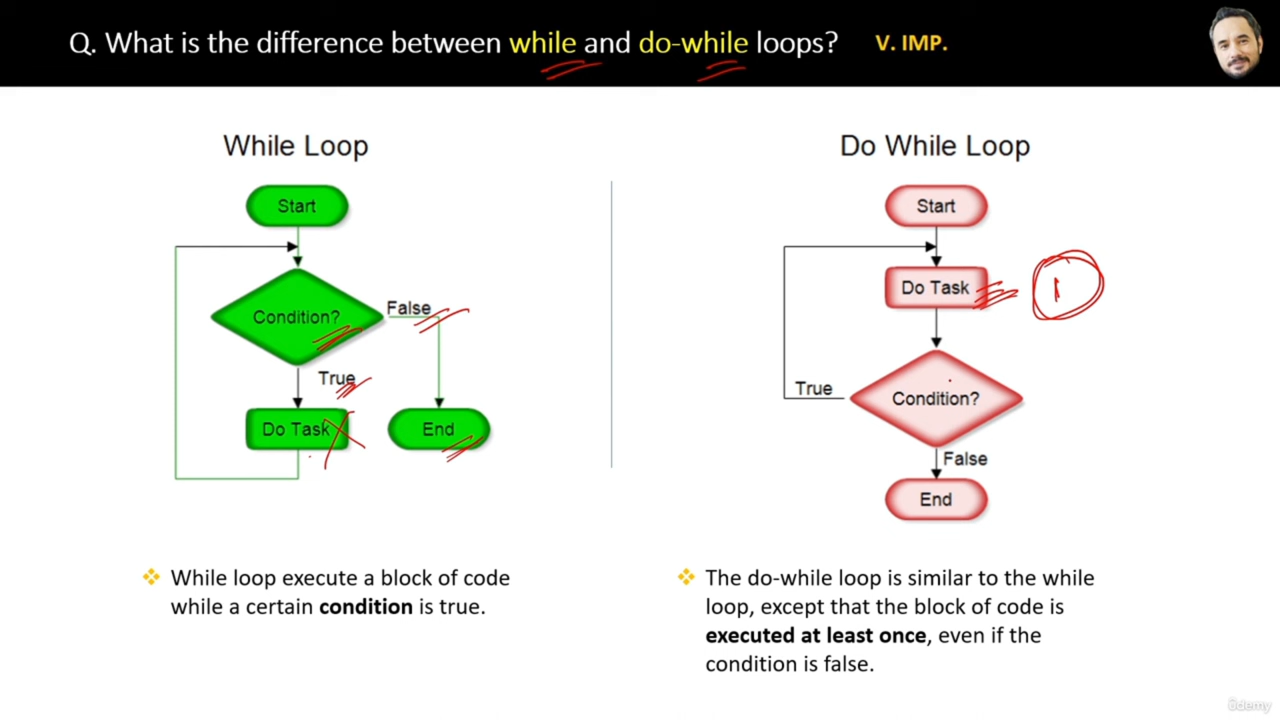 Q. What is the difference between while and do-while loops? V. IMP.
While Loop
Start
Condition?
False
True
Do Task
End
While loop execute a block of code
while a certain condition is true.
Do While Loop
Start
Do Task
1
Condition?
True
False
End
The do-while loop is similar to the while
loop, except that the block of code is
executed at least once, even if the
condition is false.
ûdemy